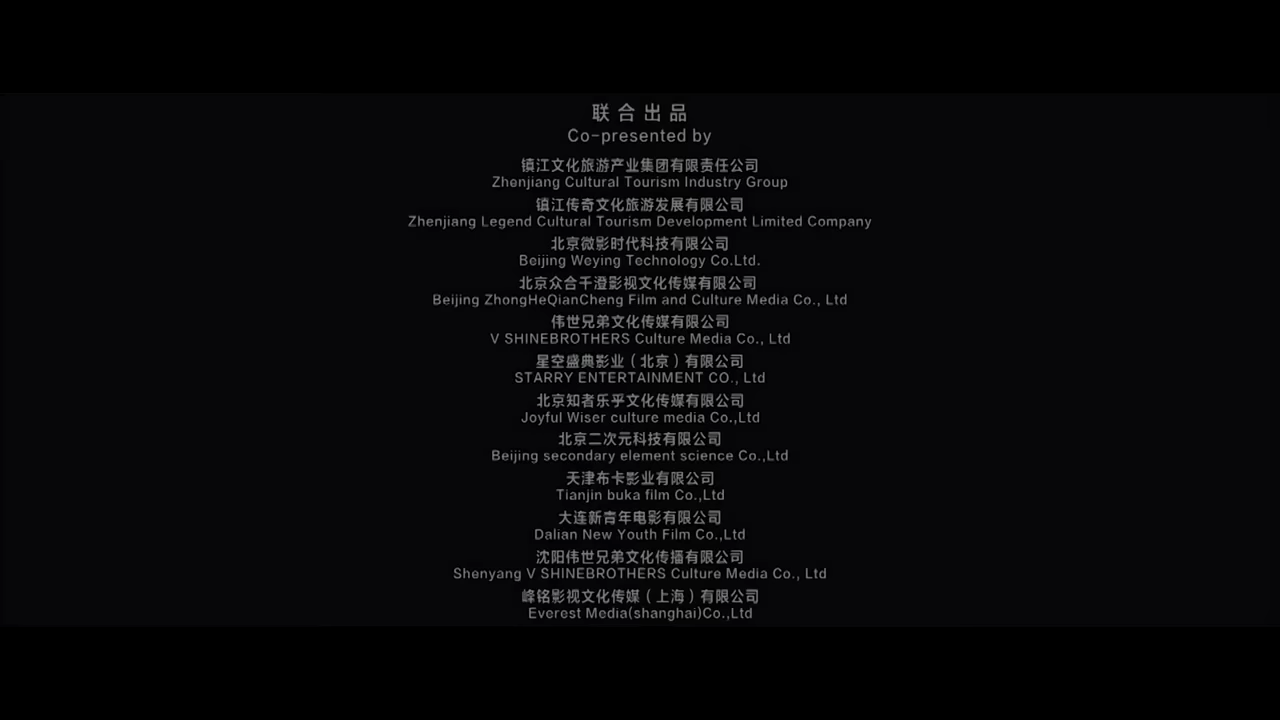 联合出品
Co-presented by
镇江文化旅游产业集团有限责任公司
Zhenjiang Cultural Tourism Industry Group
镇江传奇文化旅游发展有限公司
Zhenjiang Legend Cultural Tourism Development Limited Company
北京微影时代科技有限公司
Beijing Weying Technology Co.Ltd.
北京众合千澄影视文化传媒有限公司
Beijing ZhongHeQianCheng Film and Culture Media Co., Ltd
伟世兄弟文化传媒有限公司
V SHINEBROTHERS Culture Media Co., Ltd
星空盛典影业（北京）有限公司
STARRY ENTERTAINMENT CO., Ltd
北京知者乐乎文化传媒有限公司
Joyful Wiser culture media Co.,Ltd
北京二次元科技有限公司
Beijing secondary element science Co.,Ltd
天津布卡影业有限公司
Tianjin buka film Co.,Ltd
大连新青年电影有限公司
Dalian New Youth Film Co.,Ltd
沈阳伟世兄弟文化传播有限公司
Shenyang V SHINEBROTHERS Culture Media Co., Ltd
峰铭影视文化传媒（上海）有限公司
Everest Media(shanghai)Co.,Ltd